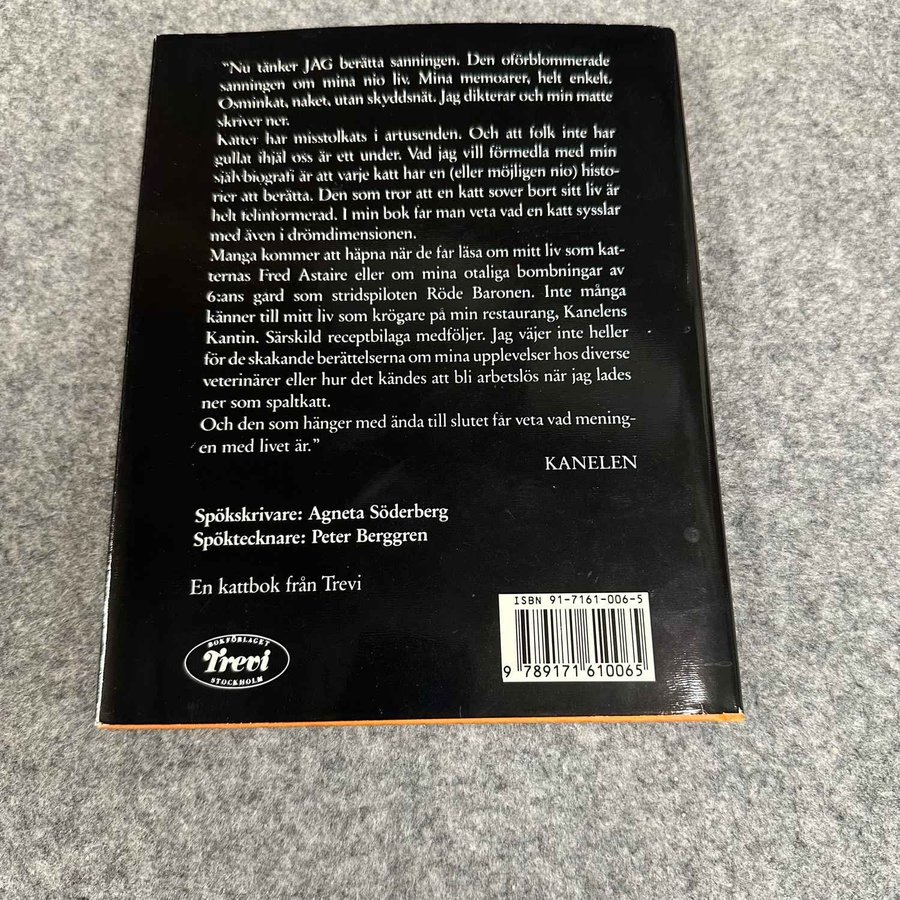 "Nu tänker JAG berätta sanningen. Den oförblommerade
sanningen om mina nio liv. Mina memoarer, helt enkelt.
Osminkat, naket, utan skyddsnät. Jag dikterar och min matte
skriver ner.
Katter har misstolkats i årtusenden. Och att folk inte har
gullat ihjäl oss är ett under. Vad jag vill förmedla med min
självbiografi är att varje katt har en (eller möjligen nio) histo-
rier att berätta. Den som tror att en katt sover bort sitt liv är
helt felinformerad. I min bok får man veta vad en katt sysslar
med även i drömdimensionen.
Många kommer att häpna när de får läsa om mitt liv som kat-
ternas Fred Astaire eller om mina otaliga bombningar av
6:ans gård som stridspiloten Röde Baronen. Inte många
känner till mitt liv som krögare på min restaurang, Kanelens
Kantin. Särskild receptbilaga medföljer. Jag väjer inte heller
för de skakande berättelserna om mina upplevelser hos diverse
veterinärer eller hur det kändes att bli arbetslös när jag lades
ner som spaltkatt.
Och den som hänger med ända till slutet får veta vad mening-
en med livet är."
KANELEN
Spökskrivare: Agneta Söderberg
Spöktecknare: Peter Berggren
En kattbok från Trevi
BOKFÖRLAGET
Trevi
STOCKHOLM
ISBN 91-7161-006-5
9 789171 610065